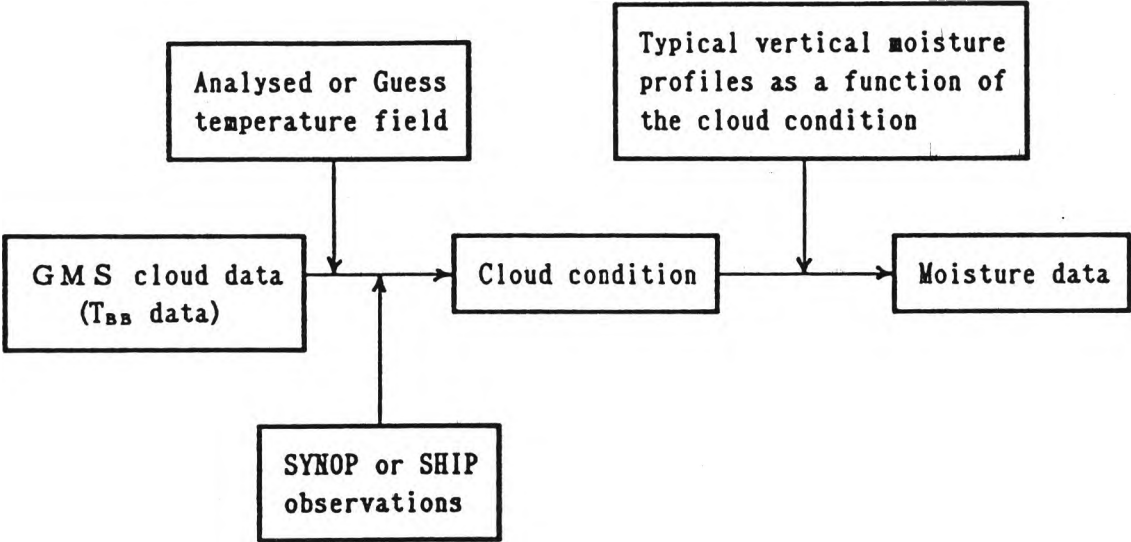 Analysed or Guess
temperature field
Typical vertical moisture
profiles as a function of
the cloud condition
GMS cloud data
(TBB data)
Cloud condition
Moisture data
SYNOP or SHIP
observations